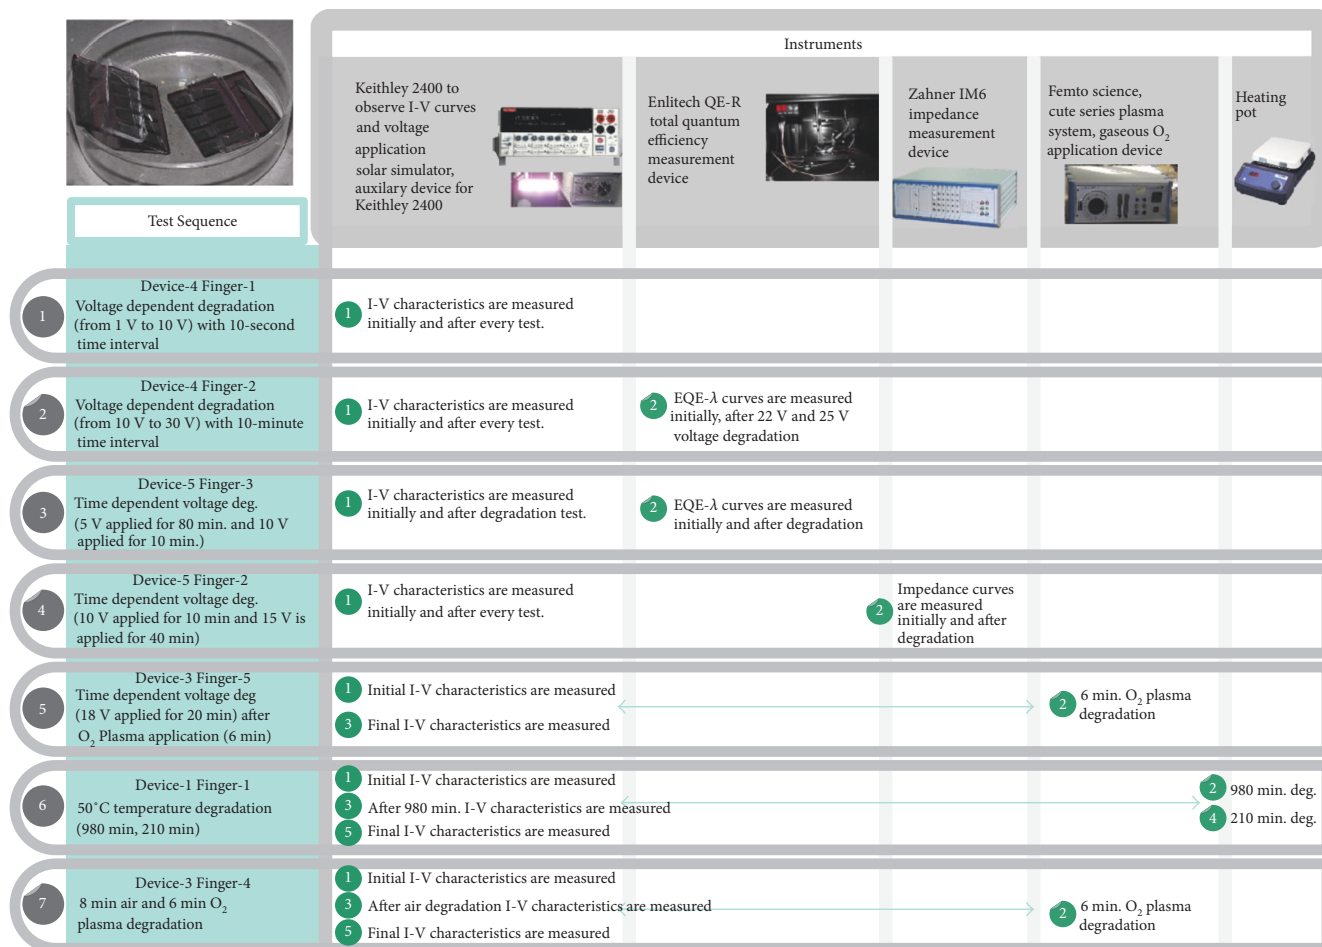 Instruments
Keithley 2400 to
observe I-V curves
and voltage
application
solar simulator,
auxilary device for
Keithley 2400
Enlitech QE-R
total quantum
efficiency
measurement
device
Zahner IM6
impedance
measurement
device
Femto science,
cute series plasma
system, gaseous O₂
application device
Heating
pot
Test Sequence
1
Device-4 Finger-1
Voltage dependent degradation
(from 1 V to 10 V) with 10-second
time interval
1 I-V characteristics are measured
initially and after every test.
2
Device-4 Finger-2
Voltage dependent degradation
(from 10 V to 30 V) with 10-minute
time interval
1 I-V characteristics are measured
initially and after every test.
2 EQE-λ curves are measured
initially, after 22 V and 25 V
voltage degradation
3
Device-5 Finger-3
Time dependent voltage deg.
(5 V applied for 80 min. and 10 V
applied for 10 min.)
1 I-V characteristics are measured
initially and after degradation test.
2 EQE-λ curves are measured
initially and after degradation
4
Device-5 Finger-2
Time dependent voltage deg.
(10 V applied for 10 min and 15 V is
applied for 40 min)
1 I-V characteristics are measured
initially and after every test.
2 Impedance curves
are measured
initially and after
degradation
5
Device-3 Finger-5
Time dependent voltage deg
(18 V applied for 20 min) after
O₂ Plasma application (6 min)
1 Initial I-V characteristics are measured
3 Final I-V characteristics are measured
2 6 min. O₂ plasma
degradation
6
Device-1 Finger-1
50˚C temperature degradation
(980 min, 210 min)
1 Initial I-V characteristics are measured
3 After 980 min. I-V characteristics are measured
5 Final I-V characteristics are measured
2 980 min. deg.
4 210 min. deg.
7
Device-3 Finger-4
8 min air and 6 min O₂
plasma degradation
1 Initial I-V characteristics are measured
3 After air degradation I-V characteristics are measured
5 Final I-V characteristics are measured
2 6 min. O₂ plasma
degradation